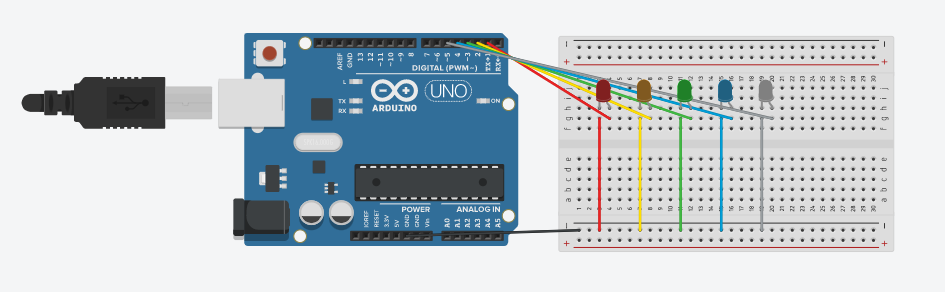 AREF
GND
13
12
~11
~10
~9
8
7
~6
~5
4
~3
2
TX→1
RX←0
DIGITAL (PWM~)
L
TX
RX
ARDUINO
UNO
ON
POWER
ANALOG IN
IOREF
RESET
3.3V
5V
GND
GND
Vin
A0
A1
A2
A3
A4
A5
j
i
h
g
f
e
d
c
b
a